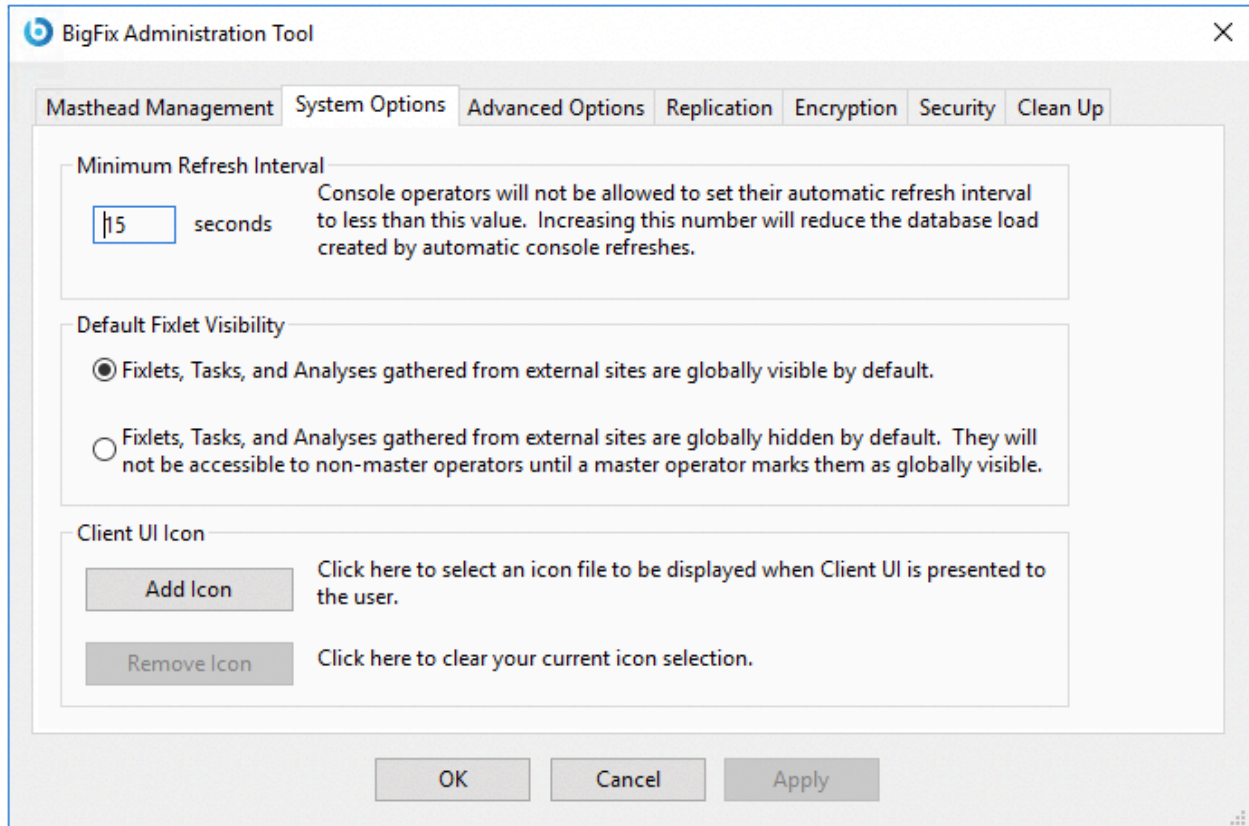 BigFix Administration Tool
Masthead Management System Options Advanced Options Replication Encryption Security Clean Up
Minimum Refresh Interval
15 seconds
Console operators will not be allowed to set their automatic refresh interval
to less than this value.  Increasing this number will reduce the database load
created by automatic console refreshes.
Default Fixlet Visibility
Fixlets, Tasks, and Analyses gathered from external sites are globally visible by default.
Fixlets, Tasks, and Analyses gathered from external sites are globally hidden by default.  They will
not be accessible to non-master operators until a master operator marks them as globally visible.
Client UI Icon
Add Icon
Click here to select an icon file to be displayed when Client UI is presented to
the user.
Remove Icon
Click here to clear your current icon selection.
OK Cancel Apply